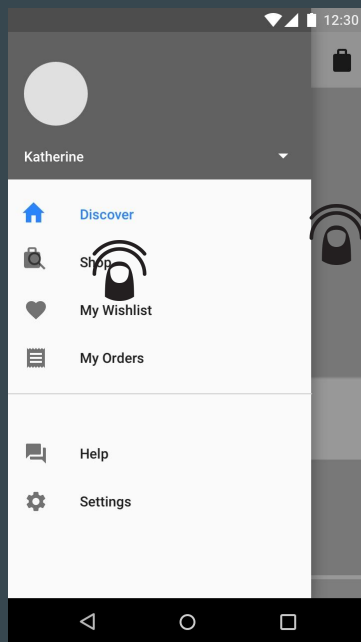 12:30
Katherine
Discover
Shop
My Wishlist
My Orders
Help
Settings